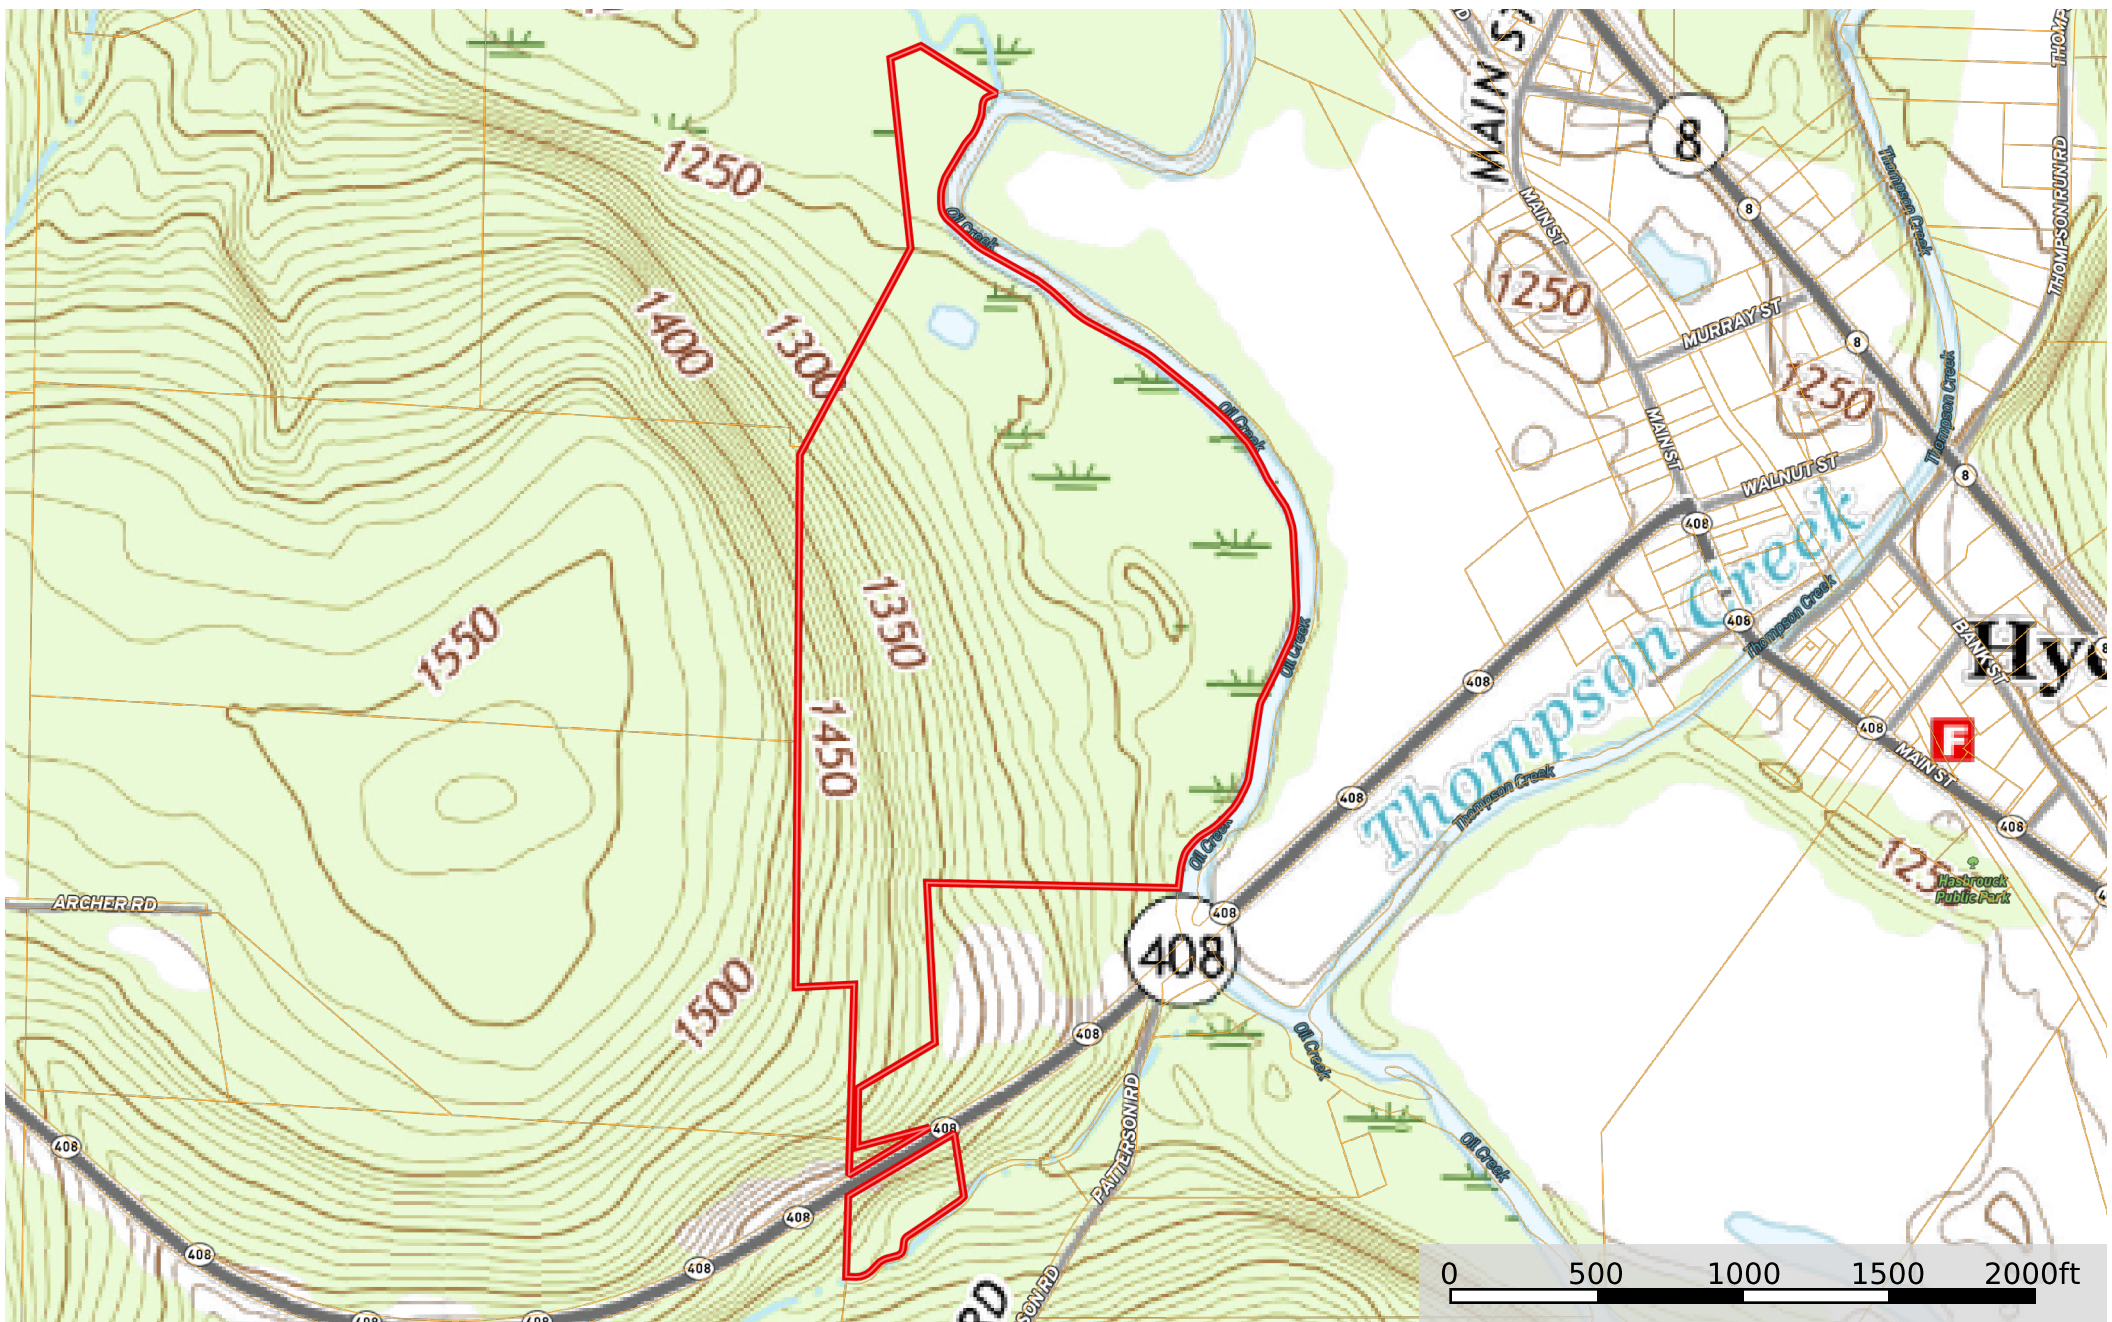 MAIN ST
8
1250
Thompson Creek
THOMPSON RUN RD
Oil Creek
MAIN ST
8
1250
1400
1300
MURRAY ST
8
1250
Thompson Creek
Oil Creek
MAIN ST
WALNUT ST
8
408
1550
1350
Thompson Creek
Thompson Creek
408
BANK ST
Oil Creek
408
1450
408
F
MAIN ST
Thompson Creek
408
408
Oil Creek
Hasbrouck
Public Park
ARCHER RD
408
408
1500
408
Oil Creek
PATTERSON RD
408
408
Oil Creek
408
408
408
SON RD
RD
0 500 1000 1500 2000ft